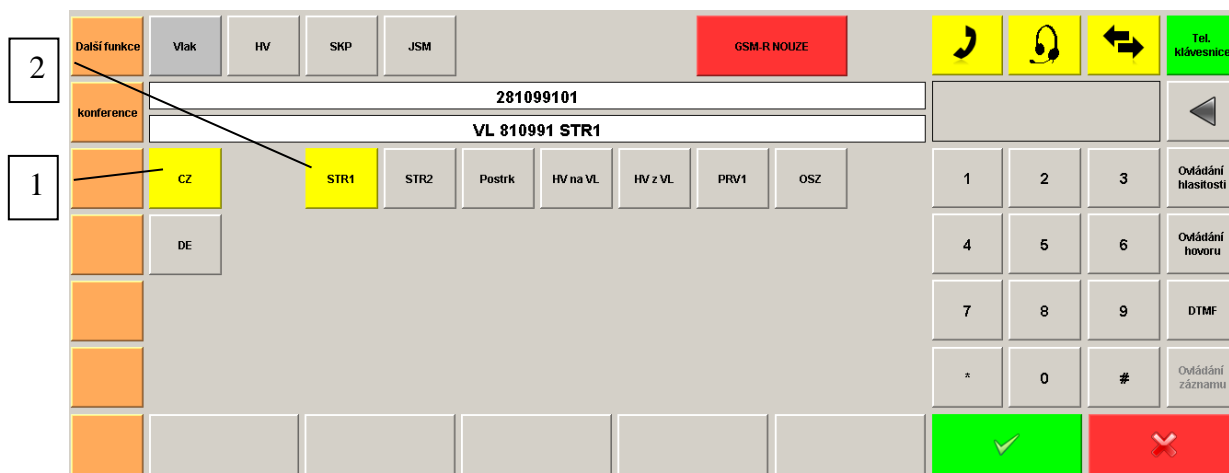 2
1
Další funkce
Vlak
HV
SKP
JSM
GSM-R NOUZE
Tel.
klávesnice
konference
281099101
VL 810991 STR1
CZ
STR1
STR2
Postrk
HV na VL
HV z VL
PRV1
OSZ
1
2
3
Ovládání
hlasitosti
DE
4
5
6
Ovládání
hovoru
7
8
9
DTMF
*
0
#
Ovládání
záznamu